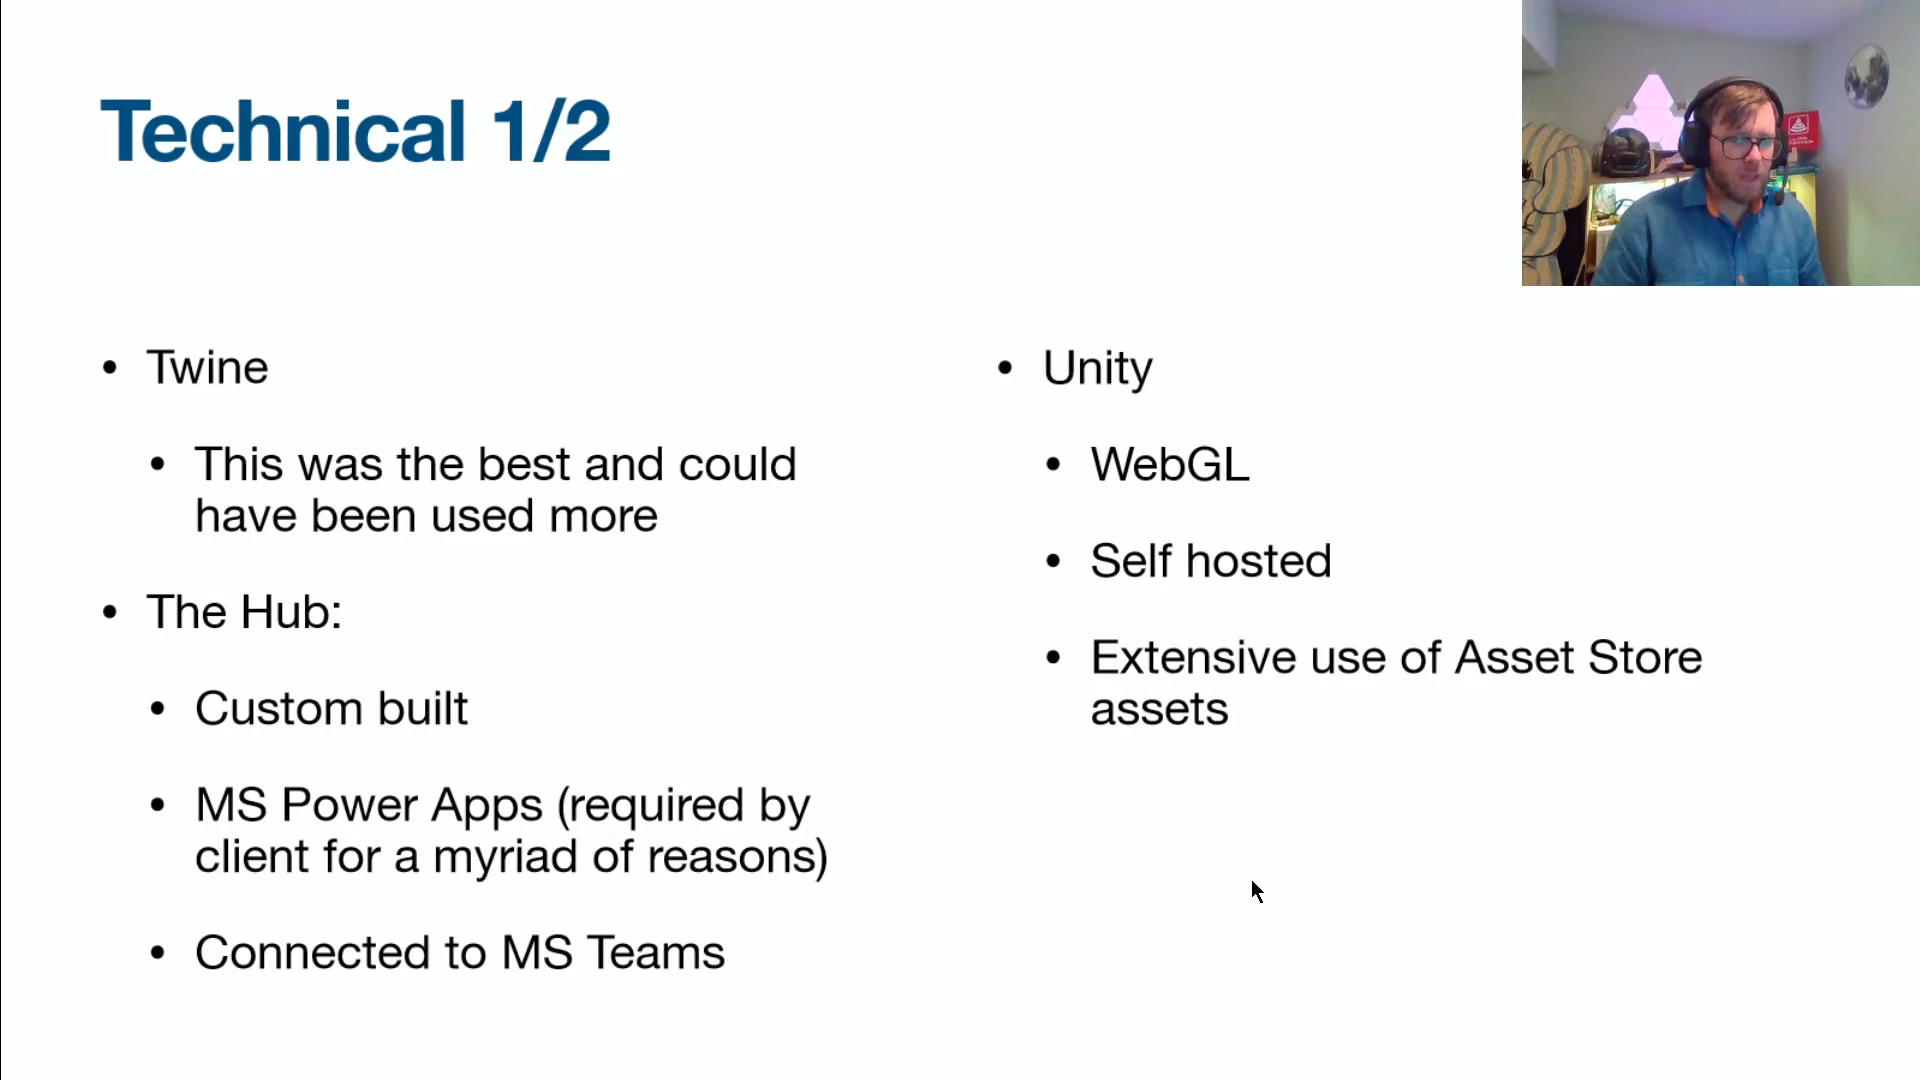 Technical 1/2
• Twine
• This was the best and could
have been used more
• The Hub:
• Custom built
• MS Power Apps (required by
client for a myriad of reasons)
• Connected to MS Teams
• Unity
• WebGL
• Self hosted
• Extensive use of Asset Store
assets